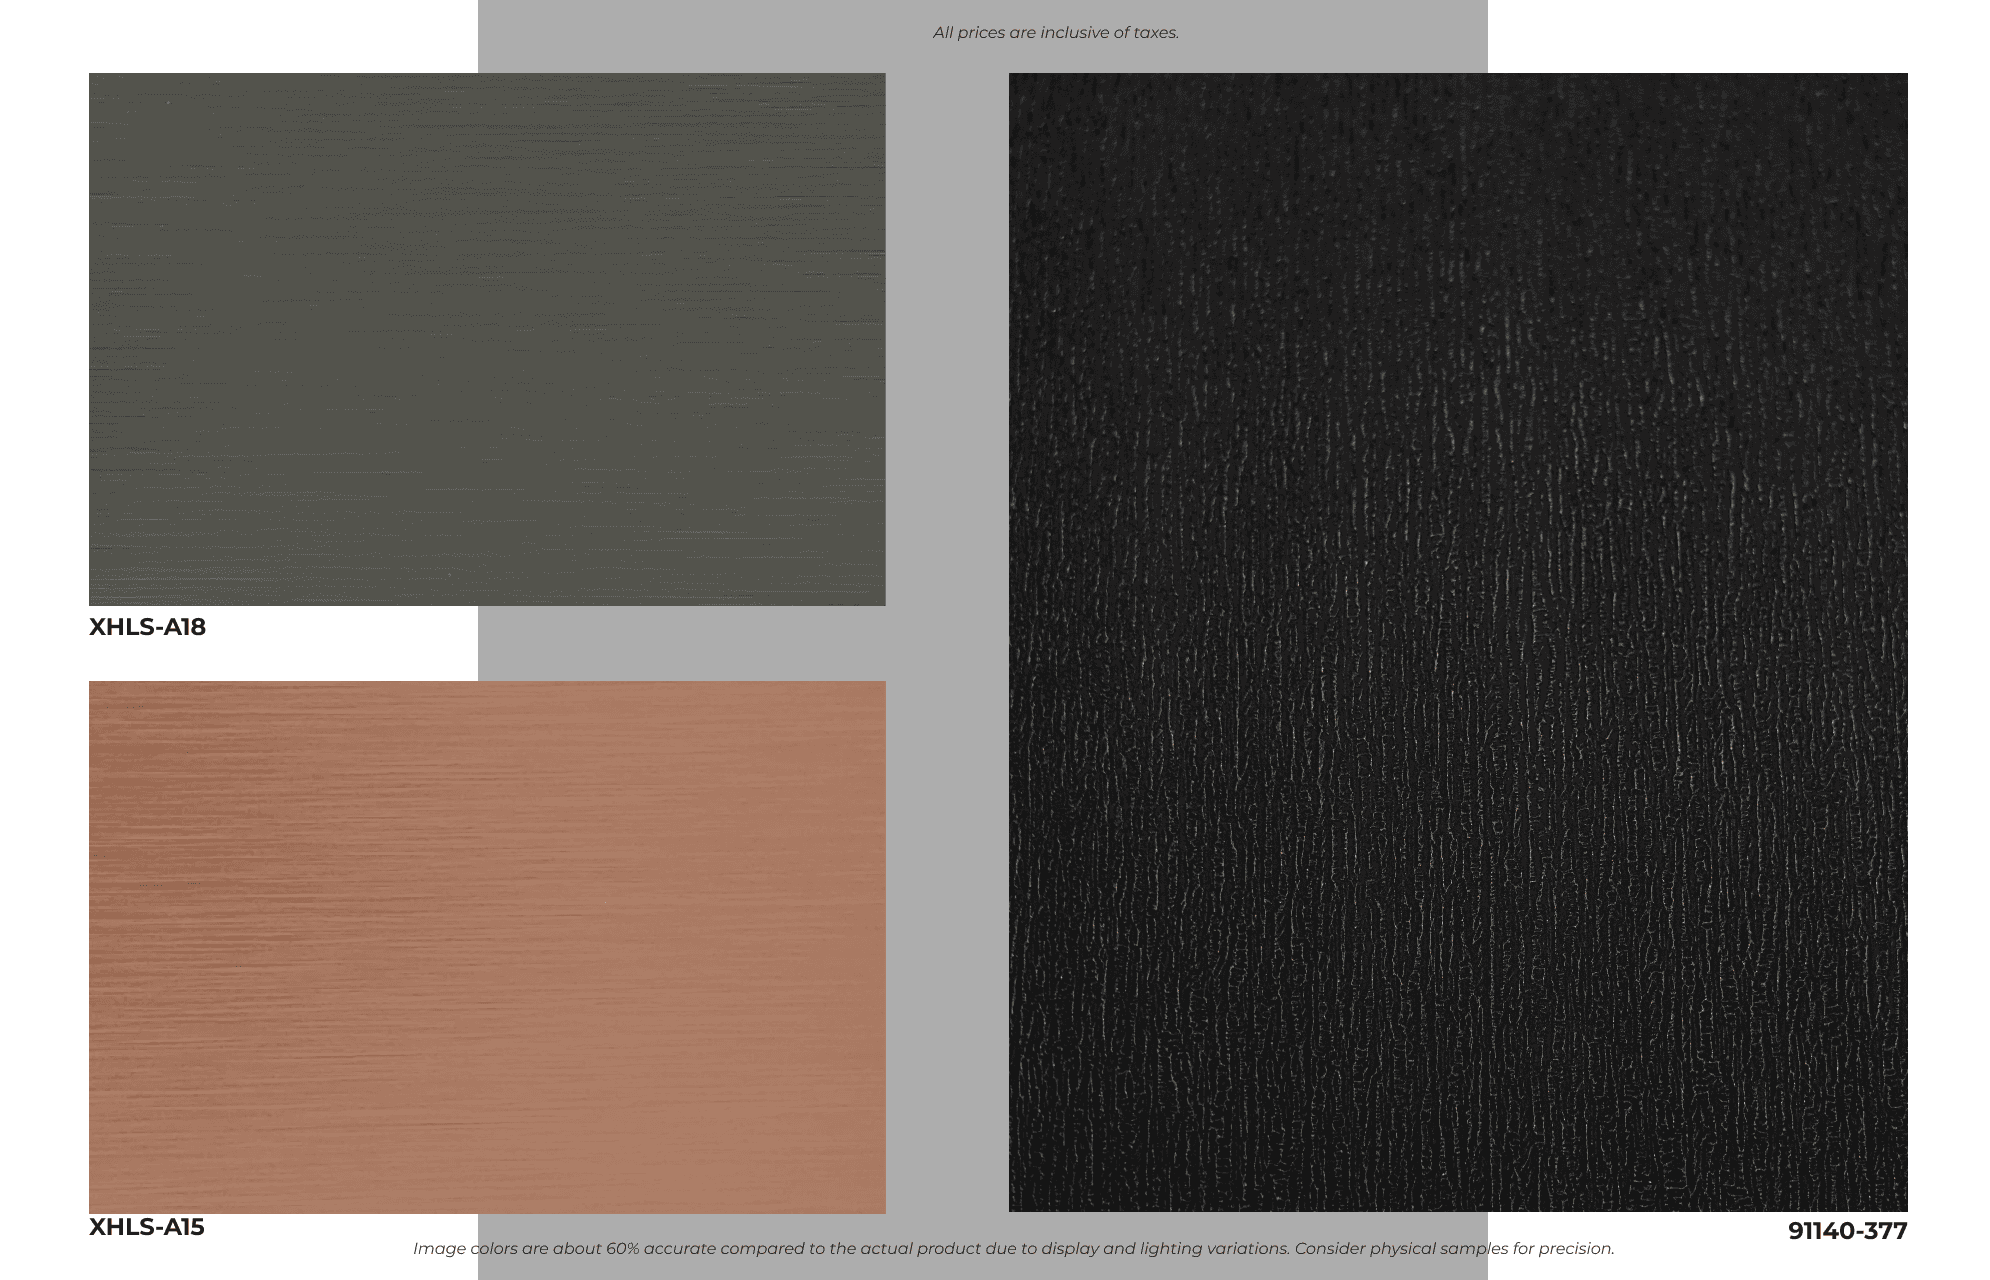 All prices are inclusive of taxes.
XHLS-A18
XHLS-A15
91140-377
Image colors are about 60% accurate compared to the actual product due to display and lighting variations. Consider physical samples for precision.